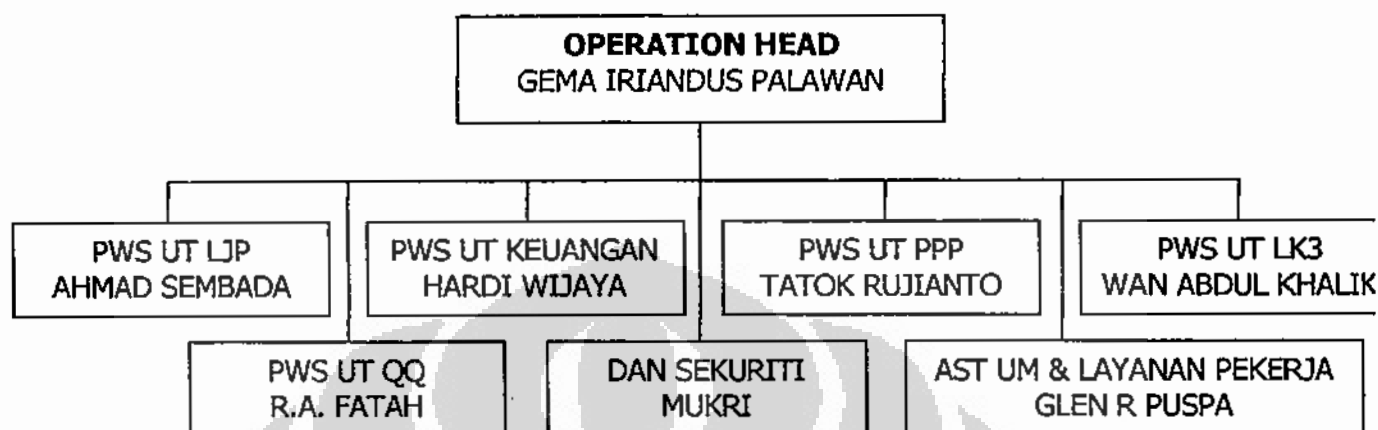 OPERATION HEAD
GEMA IRIANDUS PALAWAN
PWS UT LJP
AHMAD SEMBADA
PWS UT KEUANGAN
HARDI WIJAYA
PWS UT PPP
TATOK RUJIANTO
PWS UT LK3
WAN ABDUL KHALIK
PWS UT QQ
R.A. FATAH
DAN SEKURITI
MUKRI
AST UM & LAYANAN PEKERJA
GLEN R PUSPA